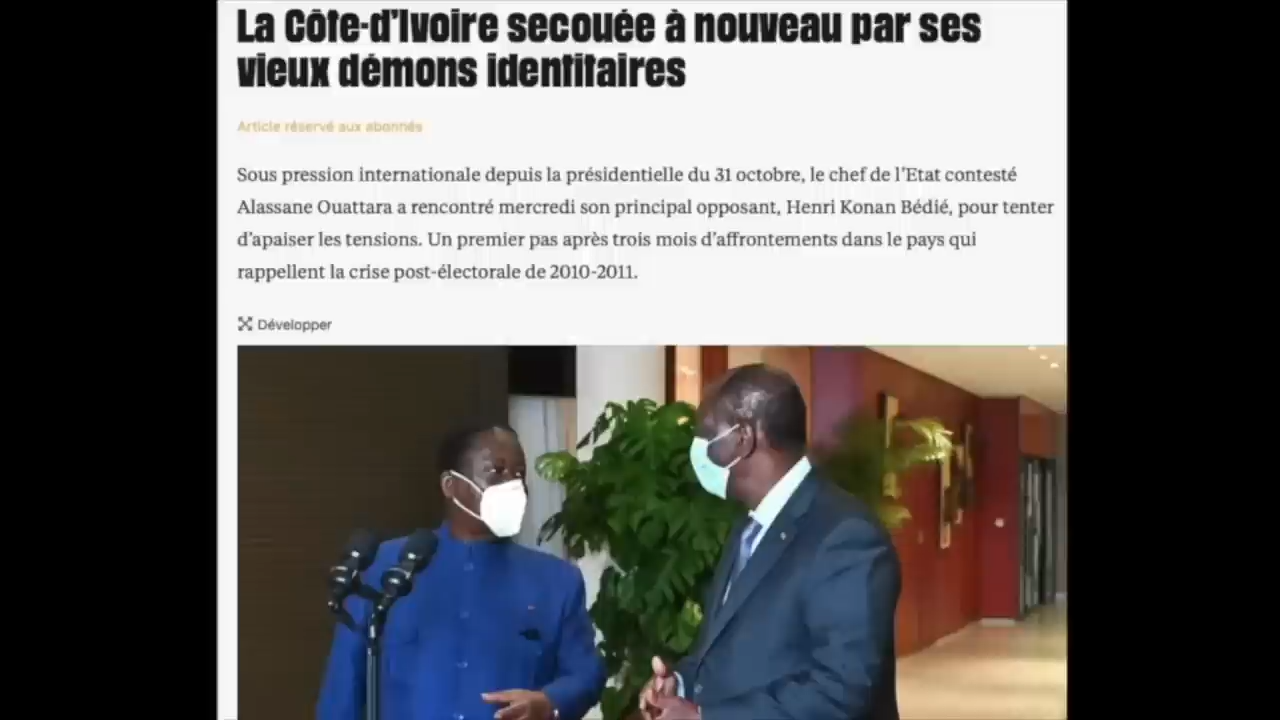 La Côte-d'Ivoire secouée à nouveau par ses
vieux démons identitaires
Article réservé aux abonnés
Sous pression internationale depuis la présidentielle du 31 octobre, le chef de l'Etat contesté
Alassane Ouattara a rencontré mercredi son principal opposant, Henri Konan Bédié, pour tenter
d'apaiser les tensions. Un premier pas après trois mois d'affrontements dans le pays qui
rappellent la crise post-électorale de 2010-2011.
Développer